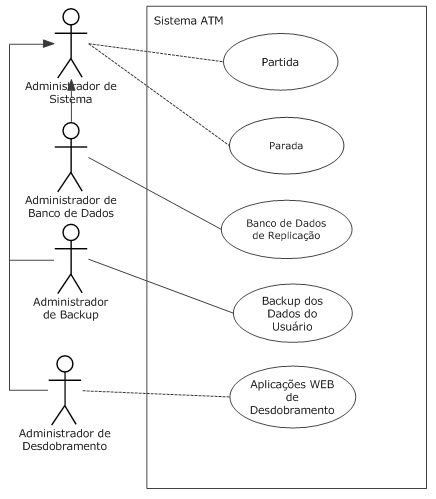 Sistema ATM
Administrador de
Sistema
Partida
Parada
Administrador de
Banco de Dados
Banco de Dados
de Replicação
Administrador
de Backup
Backup dos
Dados do
Usuário
Aplicações WEB
de
Desdobramento
Administrador de
Desdobramento